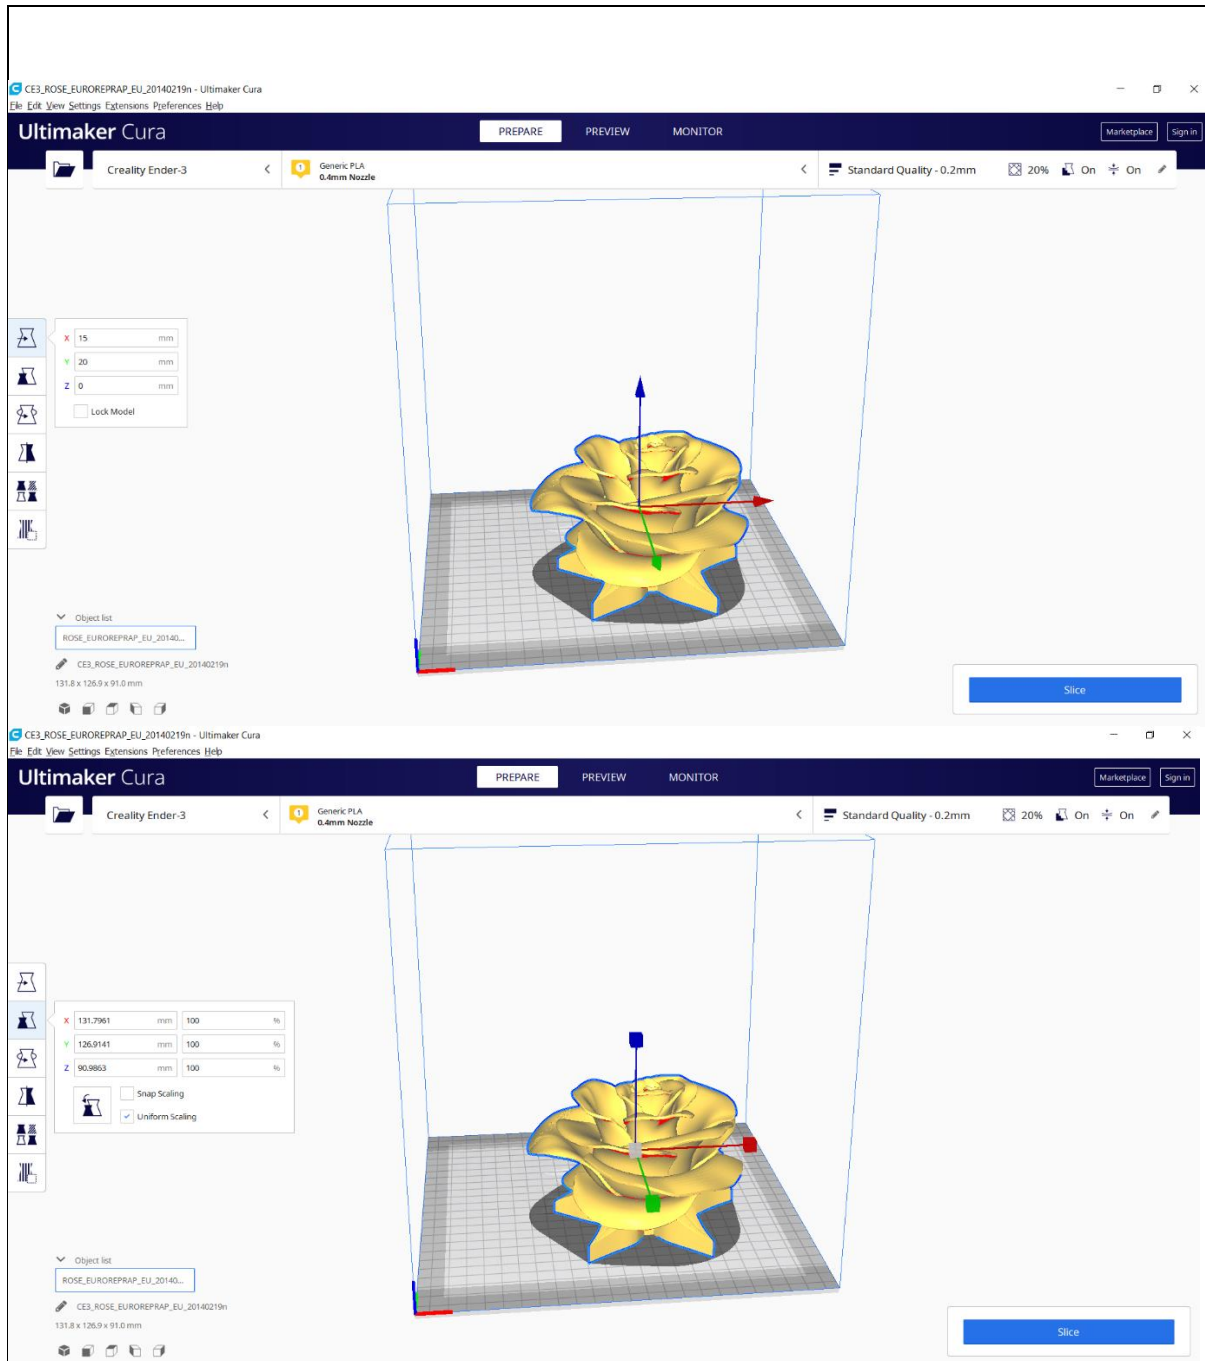 CE3_ROSE_EUROREPRAP_EU_20140219n - Ultimaker Cura
File Edit View Settings Extensions Preferences Help
Ultimaker Cura PREPARE PREVIEW MONITOR Marketplace Sign in
Creality Ender-3 1 Generic PLA Standard Quality - 0.2mm 20% On On
0.4mm Nozzle
X 15 mm
Y 20 mm
Z 0 mm
Lock Model
Object list
ROSE_EUROREPRAP_EU_20140...
CE3_ROSE_EUROREPRAP_EU_20140219n
131.8 x 126.9 x 91.0 mm
Slice
CE3_ROSE_EUROREPRAP_EU_20140219n - Ultimaker Cura
File Edit View Settings Extensions Preferences Help
Ultimaker Cura PREPARE PREVIEW MONITOR Marketplace Sign in
Creality Ender-3 1 Generic PLA Standard Quality - 0.2mm 20% On On
0.4mm Nozzle
X 131.7961 mm 100 %
Y 126.9141 mm 100 %
Z 90.9863 mm 100 %
Snap Scaling
Uniform Scaling
Object list
ROSE_EUROREPRAP_EU_20140...
CE3_ROSE_EUROREPRAP_EU_20140219n
131.8 x 126.9 x 91.0 mm
Slice